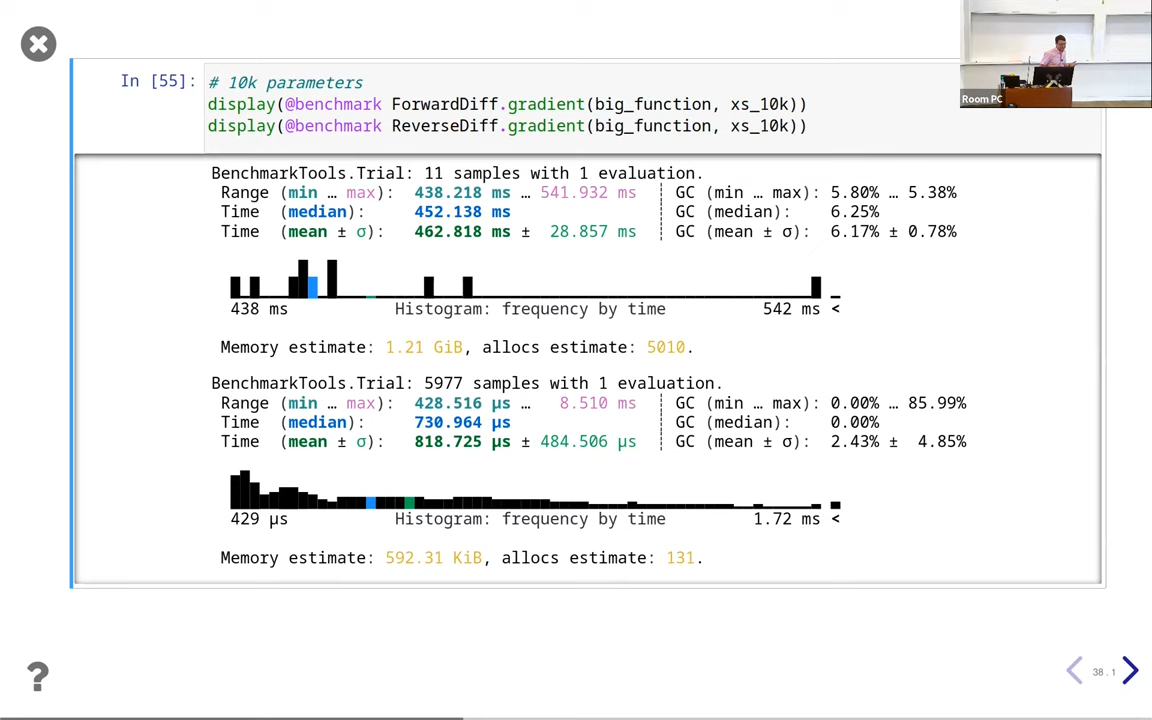 In [55]:
# 10k parameters
display(@benchmark ForwardDiff.gradient(big_function, xs_10k))
display(@benchmark ReverseDiff.gradient(big_function, xs_10k))
BenchmarkTools.Trial: 11 samples with 1 evaluation.
Range (min … max): 438.218 ms … 541.932 ms ┊ GC (min … max): 5.80% … 5.38%
Time (median): 452.138 ms ┊ GC (median): 6.25%
Time (mean ± σ): 462.818 ms ± 28.857 ms ┊ GC (mean ± σ): 6.17% ± 0.78%
438 ms Histogram: frequency by time 542 ms <
Memory estimate: 1.21 GiB, allocs estimate: 5010.
BenchmarkTools.Trial: 5977 samples with 1 evaluation.
Range (min … max): 428.516 μs … 8.510 ms ┊ GC (min … max): 0.00% … 85.99%
Time (median): 730.964 μs ┊ GC (median): 0.00%
Time (mean ± σ): 818.725 μs ± 484.506 μs ┊ GC (mean ± σ): 2.43% ± 4.85%
429 μs Histogram: frequency by time 1.72 ms <
Memory estimate: 592.31 KiB, allocs estimate: 131.
Room PC
?
38.1